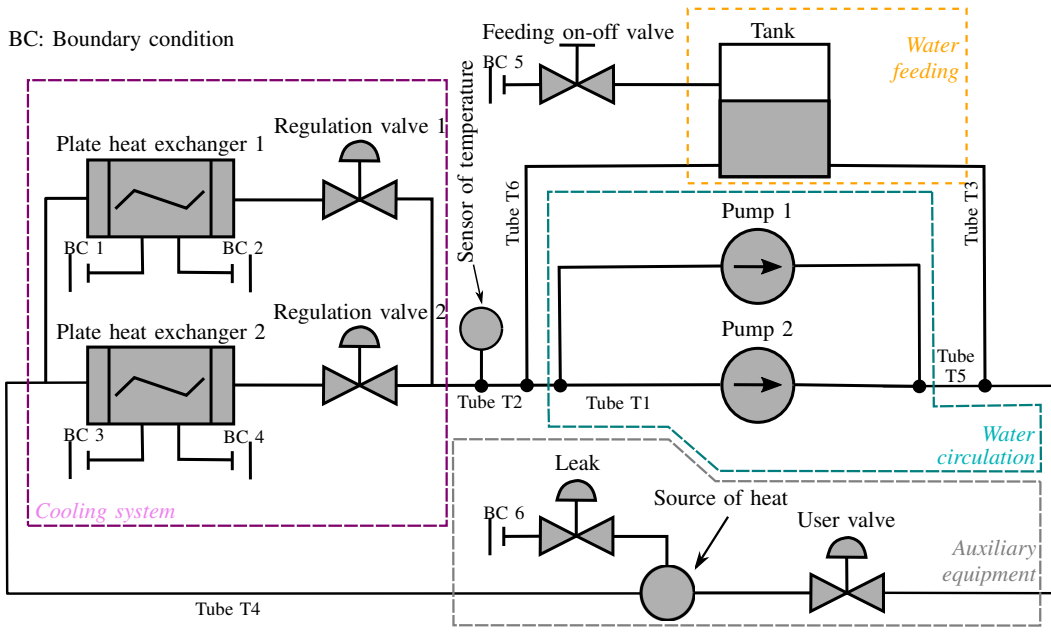 BC: Boundary condition
Feeding on-off valve
Tank
Water
feeding
BC 5
Sensor of temperature
Regulation valve 1
Plate heat exchanger 1
Tube T6
Tube T3
Pump 1
BC 1
BC 2
Regulation valve 2
Plate heat exchanger 2
Pump 2
Tube
T5
Tube T2
Tube T1
BC 3
BC 4
Water
circulation
Cooling system
Leak
Source of heat
BC 6
User valve
Auxiliary
equipment
Tube T4